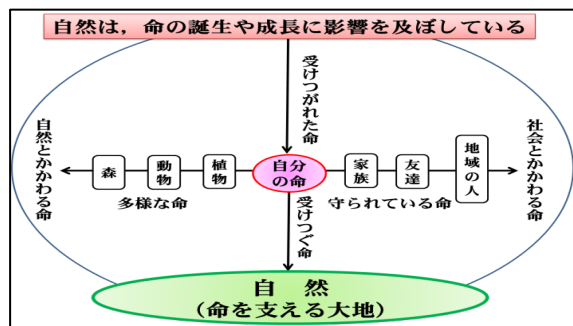 自然は，命の誕生や成長に影響を及ぼしている
受けつがれた命
自然とかかわる命
森
動物
植物
自分
の命
家族
友達
地域の人
社会とかかわる命
多様な命
守られている命
受けつぐ命
自　然
（命を支える大地）